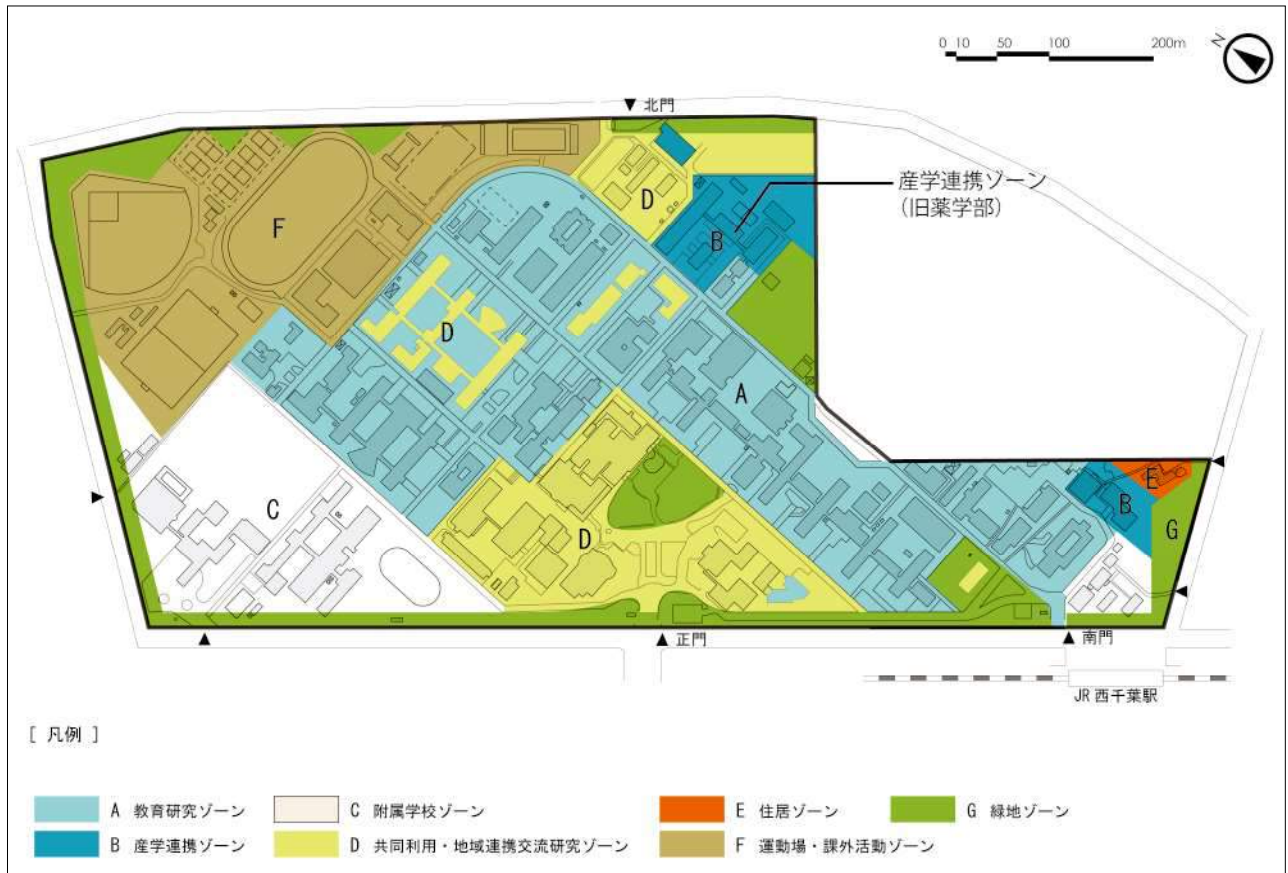 0 10 50 100 200m
N
北門
産学連携ゾーン
(旧薬学部)
F
D
B
D
A
E
B
C
D
G
正門
南門
JR 西千葉駅
[ 凡例 ]
A 教育研究ゾーン
C 附属学校ゾーン
E 住居ゾーン
G 緑地ゾーン
B 産学連携ゾーン
D 共同利用・地域連携交流研究ゾーン
F 運動場・課外活動ゾーン